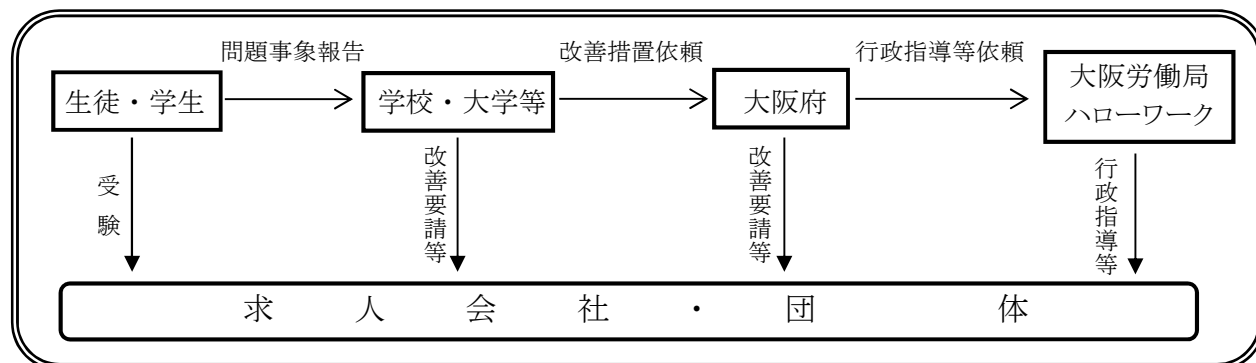 問題事象報告
改善措置依頼
行政指導等依頼
生徒・学生
学校・大学等
大阪府
大阪労働局
ハローワーク
受験
改善要請等
改善要請等
行政指導等
求人会社・団体